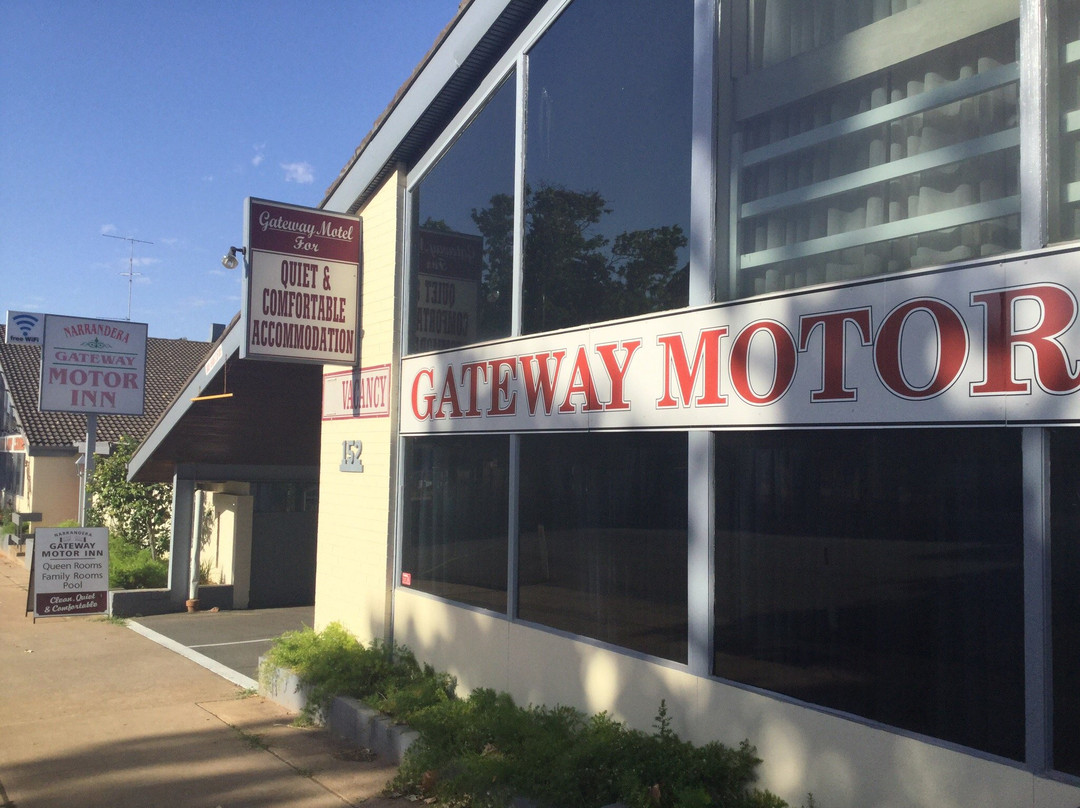 free WiFi
NARRANDERA
GATEWAY
MOTOR
INN
Gateway Motel
For
QUIET &
COMFORTABLE
ACCOMMODATION
VACANCY
152
GATEWAY MOTOR
NARRANDERA
GATEWAY
MOTOR INN
Queen Rooms
Family Rooms
Pool
Clean, Quiet
& Comfortable